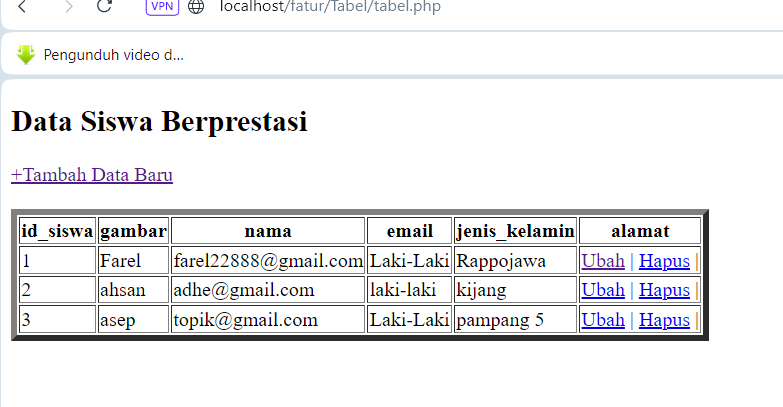 VPN localhost/fatur/Tabel/tabel.php
Pengunduh video d...
Data Siswa Berprestasi
+Tambah Data Baru
id_siswa gambar nama email jenis_kelamin alamat
1 Farel farel22888@gmail.com Laki-Laki Rappojawa Ubah | Hapus |
2 ahsan adhe@gmail.com laki-laki kijang Ubah | Hapus |
3 asep topik@gmail.com Laki-Laki pampang 5 Ubah | Hapus |